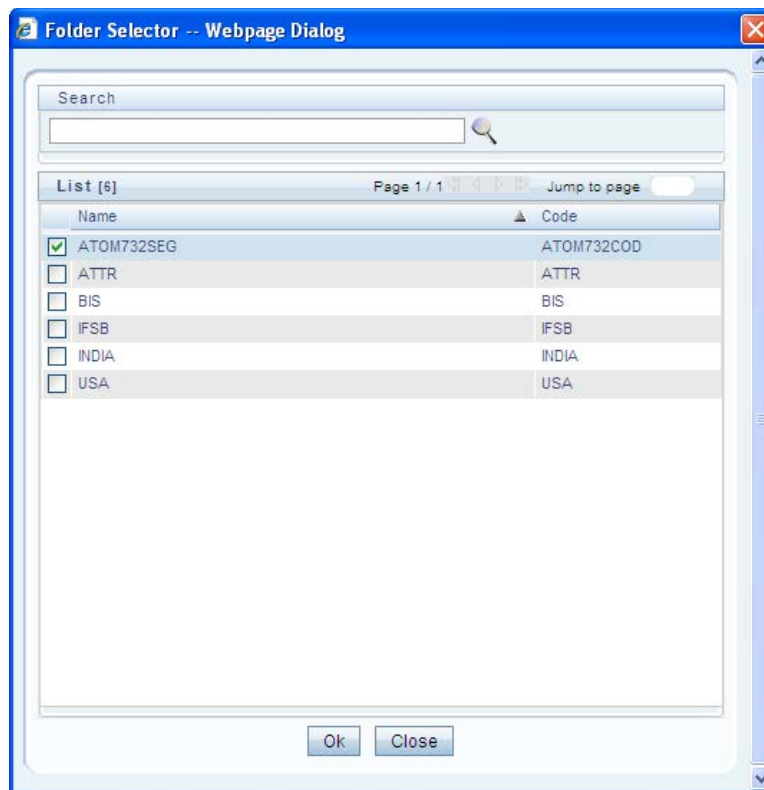 Folder Selector -- Webpage Dialog
Search
List [6] Page 1 / 1 Jump to page
Name Code
ATOM732SEG ATOM732COD
ATTR ATTR
BIS BIS
IFSB IFSB
INDIA INDIA
USA USA
Ok Close